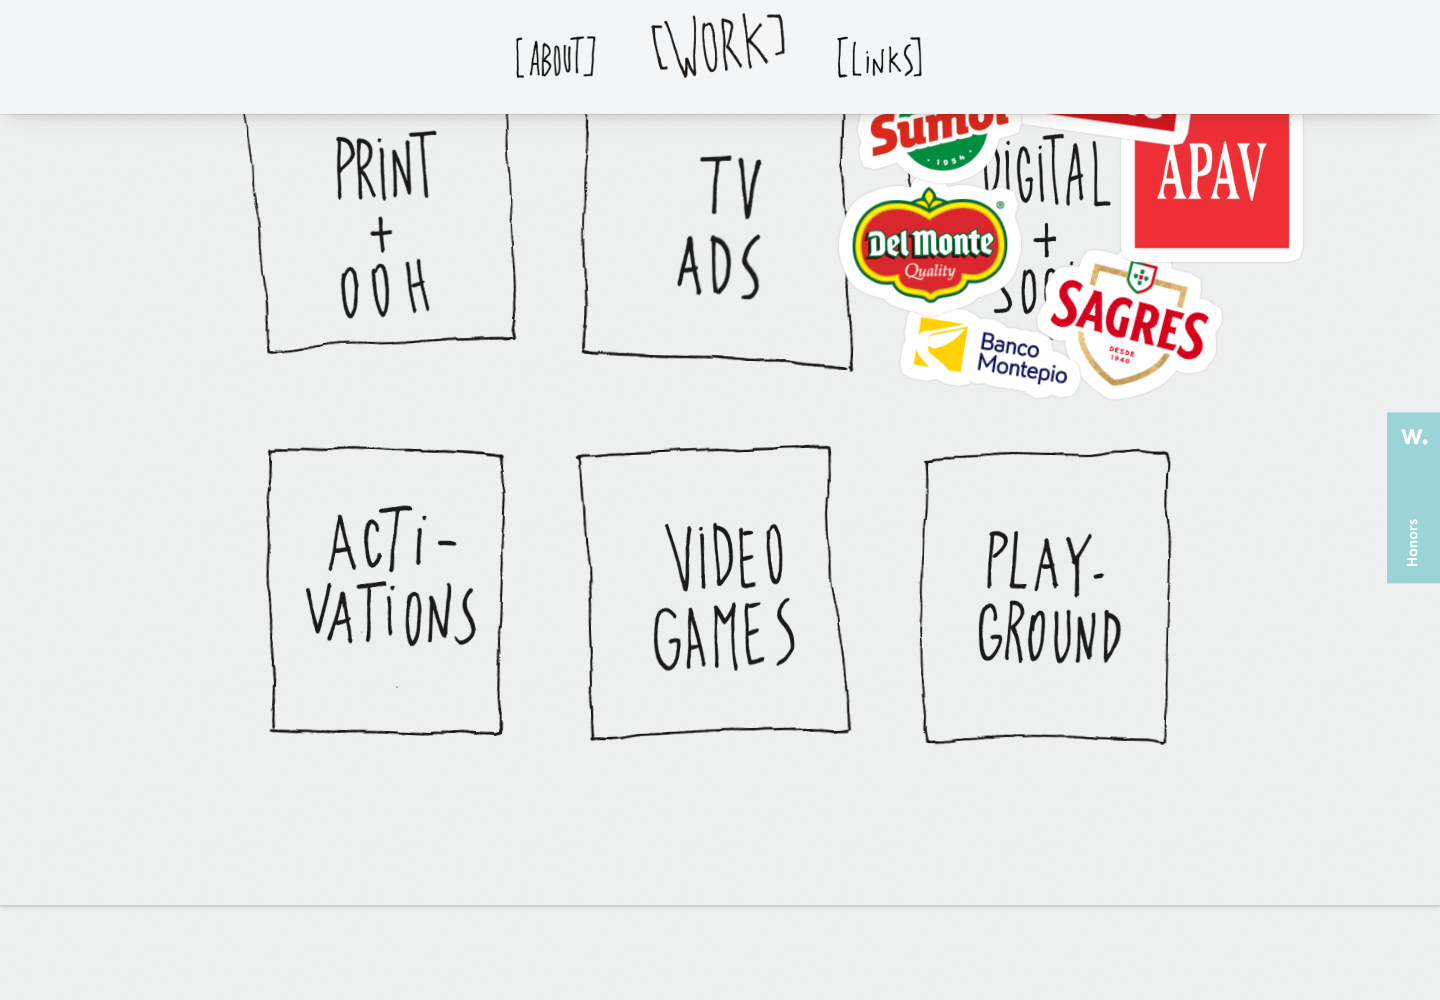 [ABOUT] [WORK] [LiNKS]
PRiNT
+
OOH
TV
ADS
DiGiTAL
+
Sumol
· 1954 ·
APAV
Del Monte
®
Quality
SAGRES
DESDE
1940
Banco
Montepio
ACTi-
VATiONS
ViDEO
GAMES
PLAY-
GROUND
W.
Honors